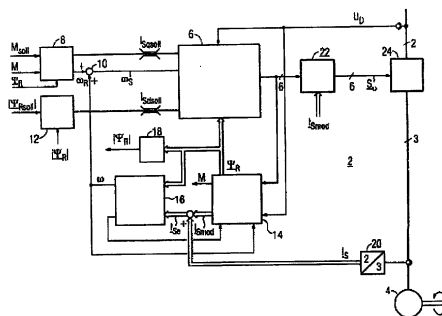 U_D
M_Soll
8
M
Ψ_R
10
ω_R
+
ω_S
I_Sqsoll
6
6
22
6
24
2
3
|Ψ_Rsoll|
12
|Ψ_R|
I_Sdsoll
I_Smod
2
|Ψ_R|
18
Ψ_R
ω
M
16
I_Se
+
I_Smod
14
I_S
20
2
3
4